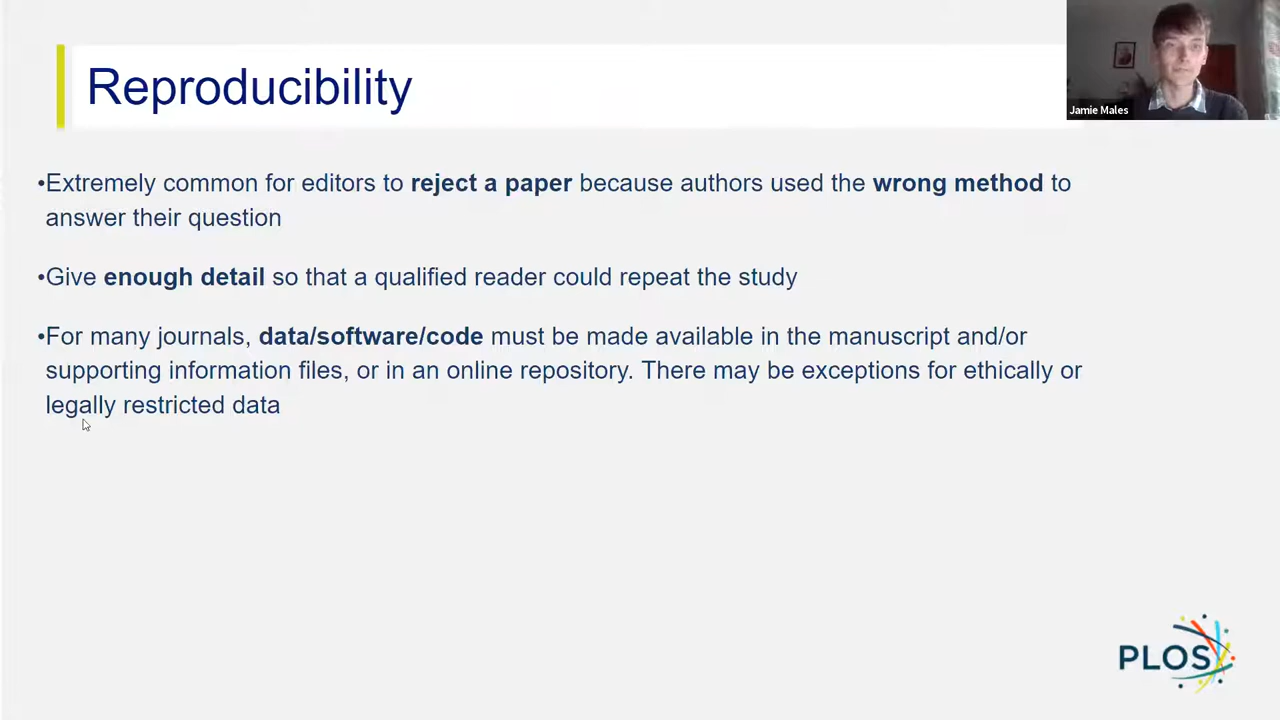 Reproducibility
Jamie Males
•Extremely common for editors to reject a paper because authors used the wrong method to
answer their question
•Give enough detail so that a qualified reader could repeat the study
•For many journals, data/software/code must be made available in the manuscript and/or
supporting information files, or in an online repository. There may be exceptions for ethically or
legally restricted data
PLOS